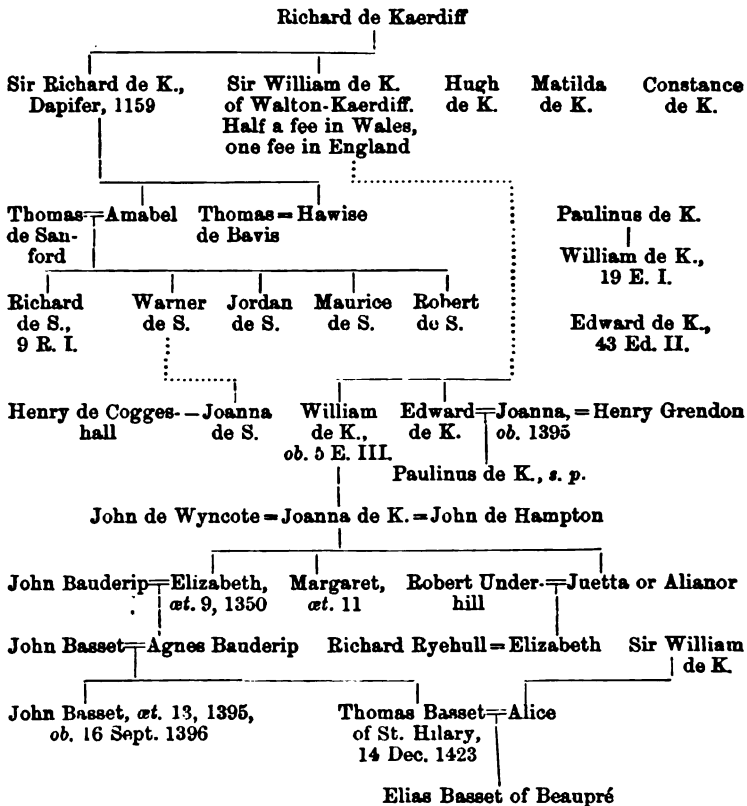 Richard de Kaerdiff
Sir Richard de K., Sir William de K. Hugh Matilda Constance
Dapifer, 1159 of Walton-Kaerdiff. de K. de K. de K.
Half a fee in Wales,
one fee in England
Thomas=Amabel Thomas=Hawise Paulinus de K.
de San- de Bavis
ford William de K.,
19 E. I.
Richard Warner Jordan Maurice Robert
de S., de S. de S. de S. de S. Edward de K.,
9 R. I. 43 Ed. II.
Henry de Cogges-–Joanna William Edward=Joanna,=Henry Grendon
hall de S. de K., de K. ob. 1395
ob. 5 E. III.
Paulinus de K., s. p.
John de Wyncote=Joanna de K.=John de Hampton
John Bauderip=Elizabeth, Margaret, Robert Under-=Juetta or Alianor
æt. 9, 1350 æt. 11 hill
John Basset=Agnes Bauderip Richard Ryehull=Elizabeth Sir William
de K.
John Basset, æt. 13, 1395, Thomas Basset=Alice
ob. 16 Sept. 1396 of St. Hilary,
14 Dec. 1423
Elias Basset of Beaupré